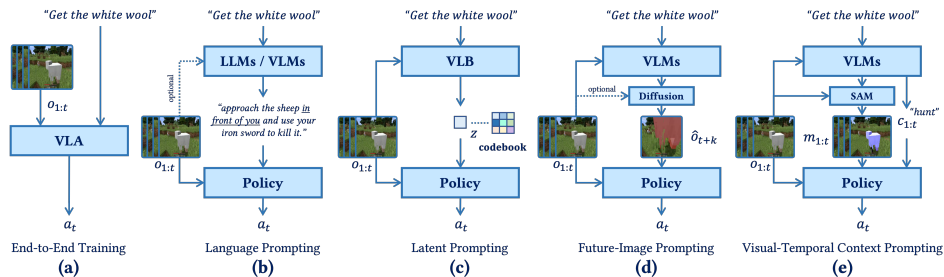 "Get the white wool"
o1:t
VLA
at
End-to-End Training
(a)
"Get the white wool"
LLMs / VLMs
optional
"approach the sheep in
front of you and use your
iron sword to kill it."
o1:t
Policy
at
Language Prompting
(b)
"Get the white wool"
VLB
z
codebook
o1:t
Policy
at
Latent Prompting
(c)
"Get the white wool"
VLMs
optional
Diffusion
ôt+k
o1:t
Policy
at
Future-Image Prompting
(d)
"Get the white wool"
VLMs
SAM
"hunt"
c1:t
m1:t
o1:t
Policy
at
Visual-Temporal Context Prompting
(e)